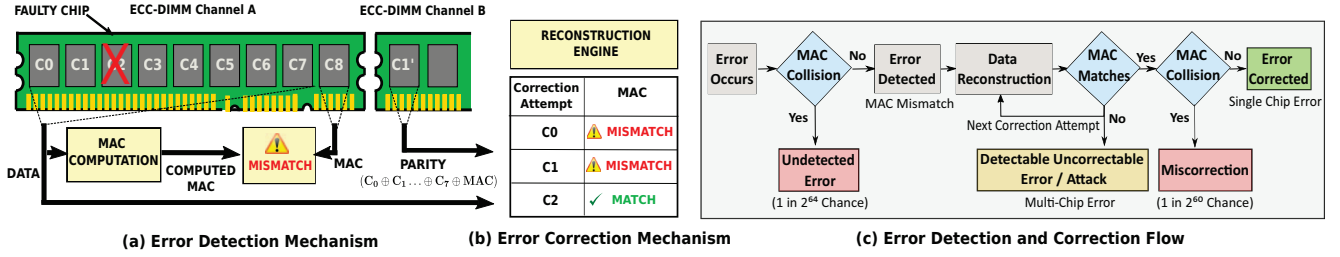 FAULTY CHIP
ECC-DIMM Channel A
ECC-DIMM Channel B
C0 C1 C2 C3 C4 C5 C6 C7 C8
C1'
MAC
COMPUTATION
MISMATCH
DATA
COMPUTED
MAC
MAC
PARITY
(C₀ ⊕ C₁ … ⊕ C₇ ⊕ MAC)
(a) Error Detection Mechanism
RECONSTRUCTION
ENGINE
Correction
Attempt
MAC
C0 MISMATCH
C1 MISMATCH
C2 ✓ MATCH
(b) Error Correction Mechanism
Error
Occurs
MAC
Collision
No
Yes
Undetected
Error
(1 in 2⁶⁴ Chance)
Error
Detected
MAC Mismatch
Data
Reconstruction
MAC
Matches
Yes
No
Next Correction Attempt
Detectable Uncorrectable
Error / Attack
Multi-Chip Error
MAC
Collision
No
Yes
Miscorrection
(1 in 2⁶⁰ Chance)
Error
Corrected
Single Chip Error
(c) Error Detection and Correction Flow